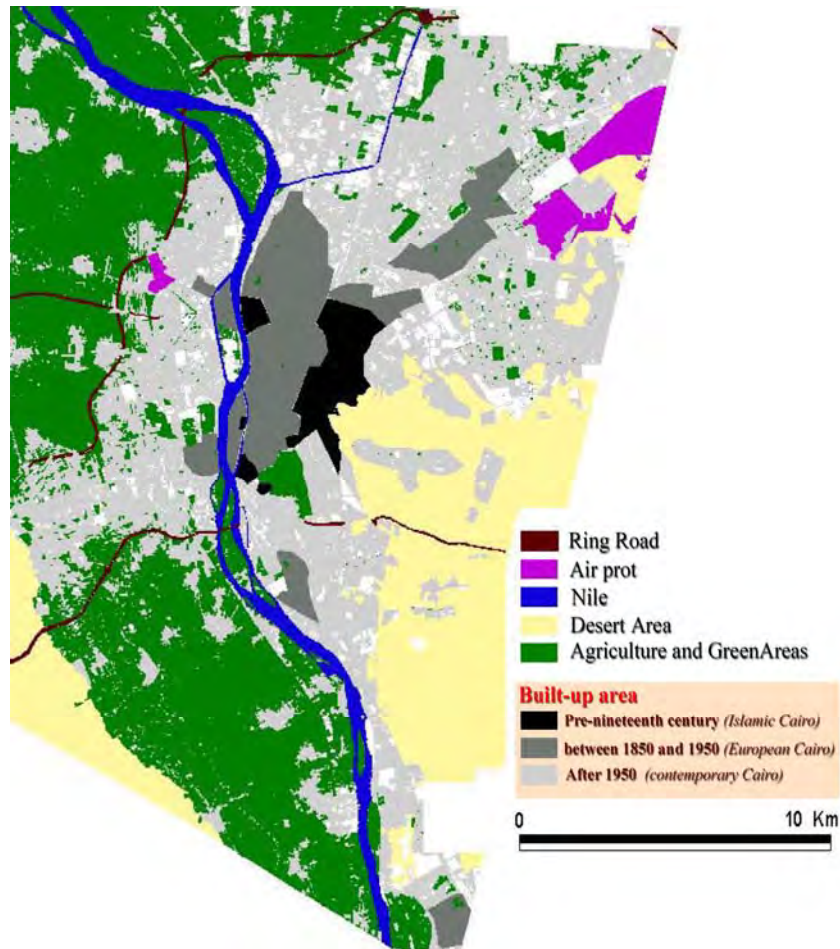 Ring Road
Air prot
Nile
Desert Area
Agriculture and GreenAreas
Built-up area
Pre-nineteenth century (Islamic Cairo)
between 1850 and 1950 (European Cairo)
After 1950 (contemporary Cairo)
0 10 Km